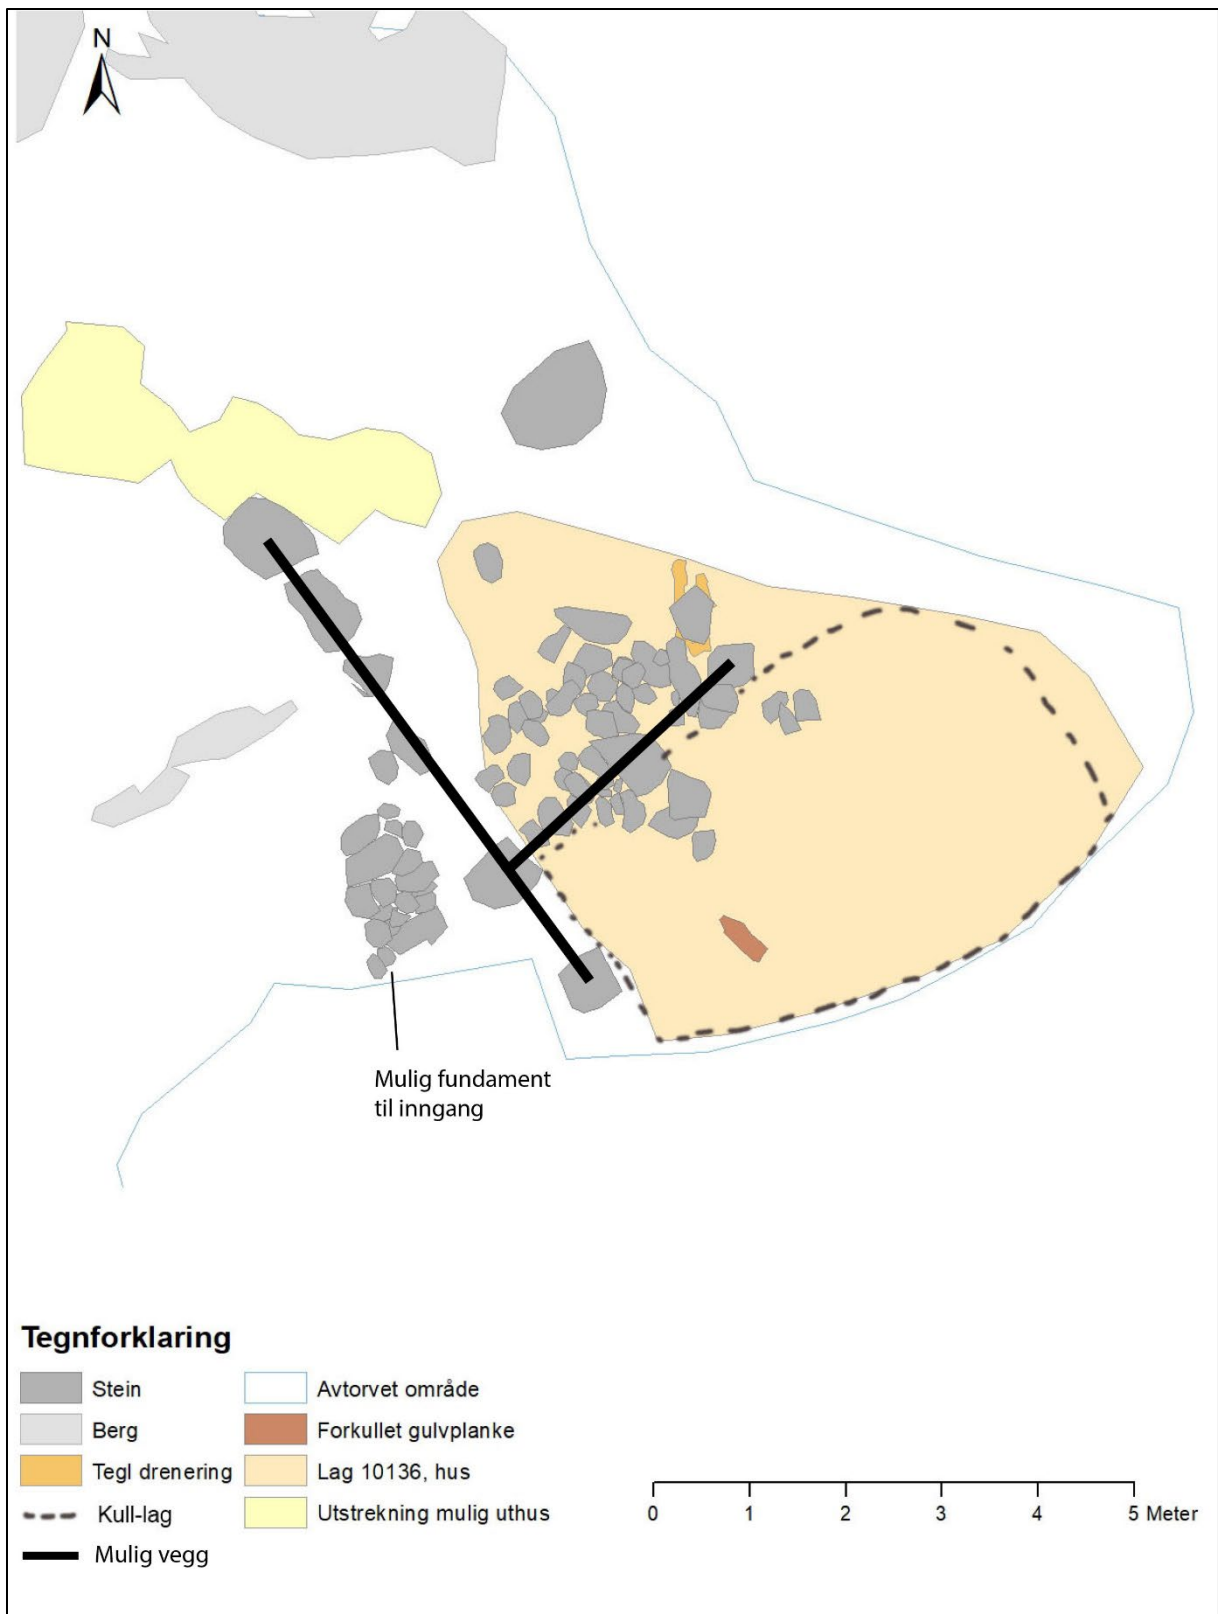 N
Mulig fundament
til inngang
Tegnforklaring
Stein
Berg
Tegl drenering
Kull-lag
Mulig vegg
Avtorvet område
Forkullet gulvplanke
Lag 10136, hus
Utstrekning mulig uthus
0 1 2 3 4 5 Meter